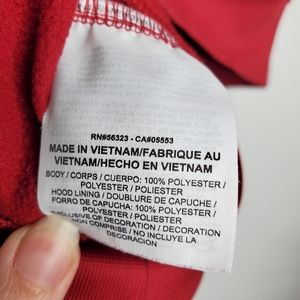 RN#56323 - CA#05553
MADE IN VIETNAM/FABRIQUE AU
VIETNAM/HECHO EN VIETNAM
BODY / CORPS / CUERPO: 100% POLYESTER /
POLYESTER / POLIESTER
HOOD LINING / DOUBLURE DE CAPUCHE /
FORRO DE CAPUCHA: 100% POLYESTER /
POLYESTER / POLIESTER
EXCLUSIVE OF DECORATION / DECORATION
NON COMPRISE / NO INCLUYE LA
DECORACION